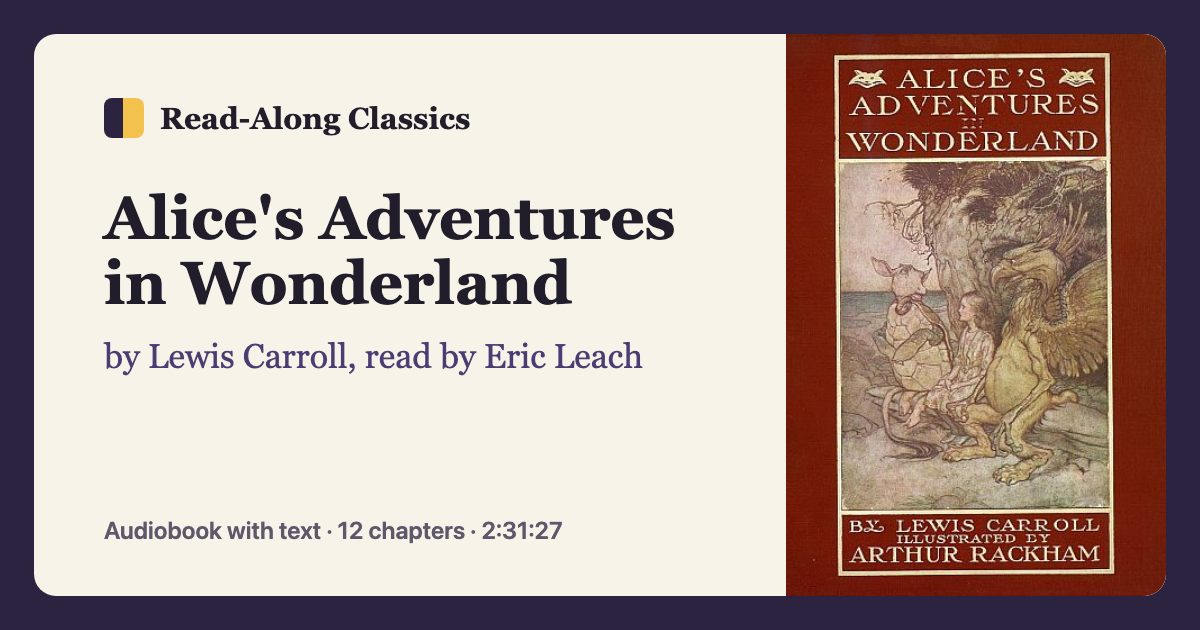 Read-Along Classics
Alice's Adventures
in Wonderland
by Lewis Carroll, read by Eric Leach
Audiobook with text · 12 chapters · 2:31:27
ALICE'S
ADVENTURES
IN
WONDERLAND
BY LEWIS CARROLL
ILLUSTRATED BY
ARTHUR RACKHAM